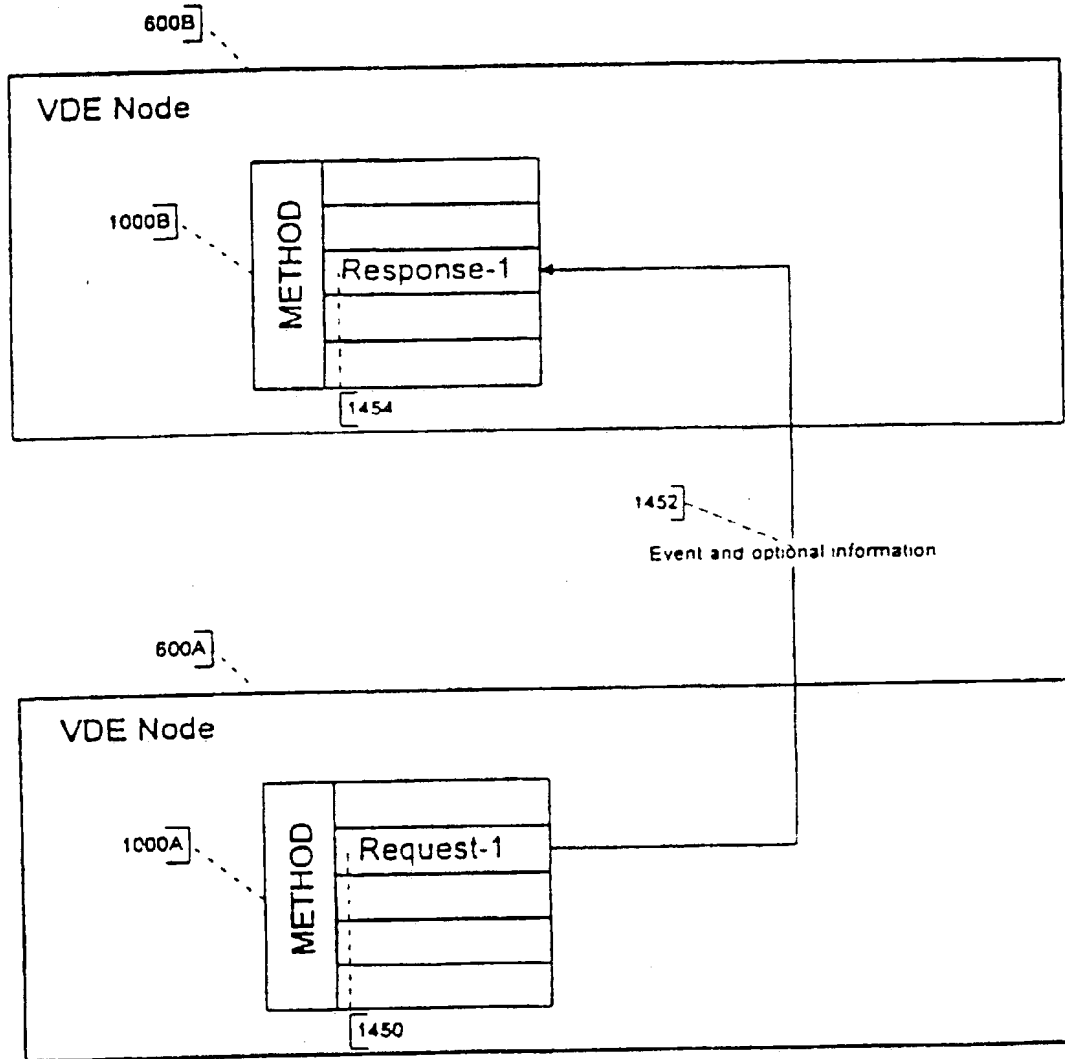 600B
VDE Node
1000B
METHOD
Response-1
1454
1452
Event and optional information
600A
VDE Node
1000A
METHOD
Request-1
1450